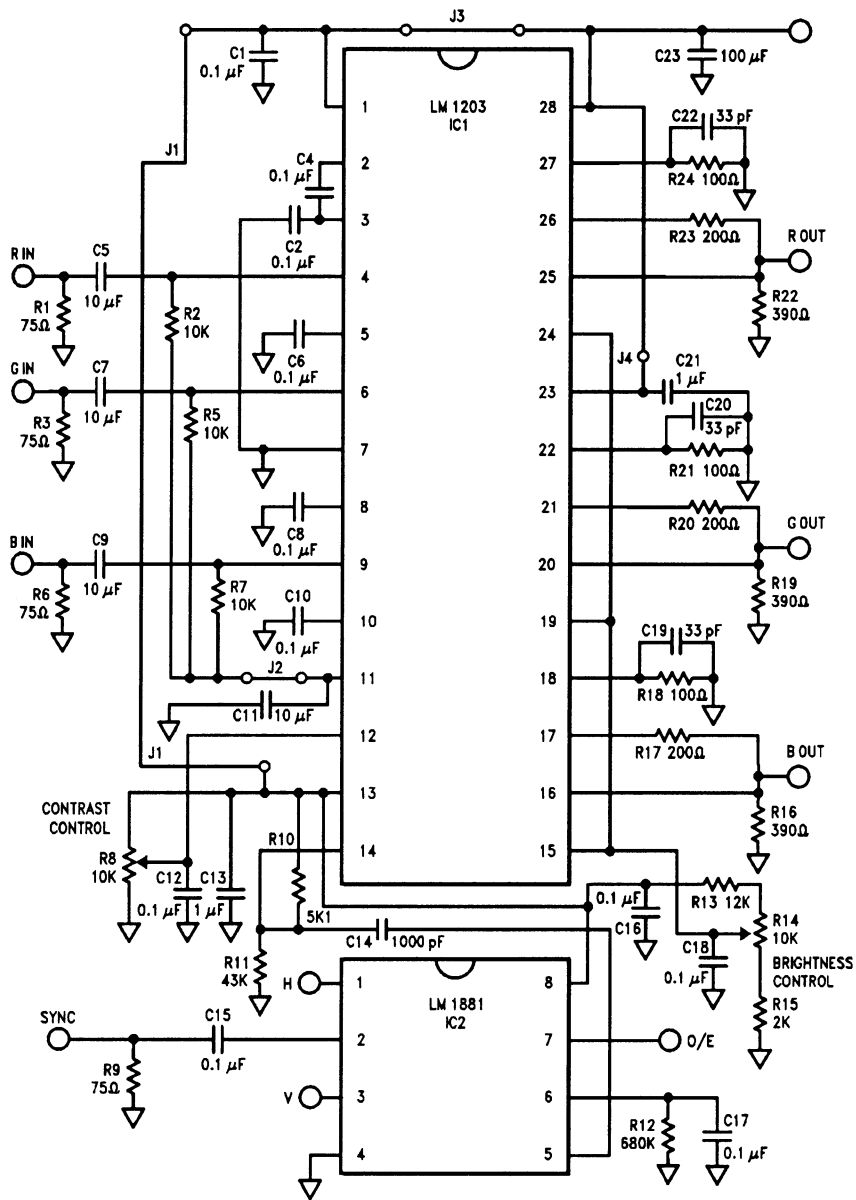 J3
C1
0.1 μF
C23
100 μF
LM 1203
IC1
1
28
C22 33 pF
J1
C4
0.1 μF
2
27
R24 100Ω
C2
0.1 μF
3
26
R23 200Ω
R OUT
R IN
C5
10 μF
4
25
R1
75Ω
R2
10K
R22
390Ω
C6
0.1 μF
5
24
J4
C21
1 μF
G IN
C7
10 μF
6
23
C20
33 pF
R3
75Ω
R5
10K
7
22
R21 100Ω
C8
0.1 μF
8
21
R20 200Ω
G OUT
B IN
C9
10 μF
9
20
R6
75Ω
R7
10K
R19
390Ω
C10
0.1 μF
10
19
C19 33 pF
J2
11
18
R18 100Ω
C11 10 μF
12
17
R17 200Ω
B OUT
J1
13
16
CONTRAST
CONTROL
R16
390Ω
R8
10K
R10
14
15
C12
0.1 μF
C13
1 μF
5K1
0.1 μF
C16
R13 12K
R14
10K
C14 1000 pF
C18
0.1 μF
BRIGHTNESS
CONTROL
R11
43K
H
1
8
LM 1881
IC2
R15
2K
SYNC
C15
0.1 μF
2
7
O/E
R9
75Ω
V
3
6
R12
680K
C17
0.1 μF
4
5